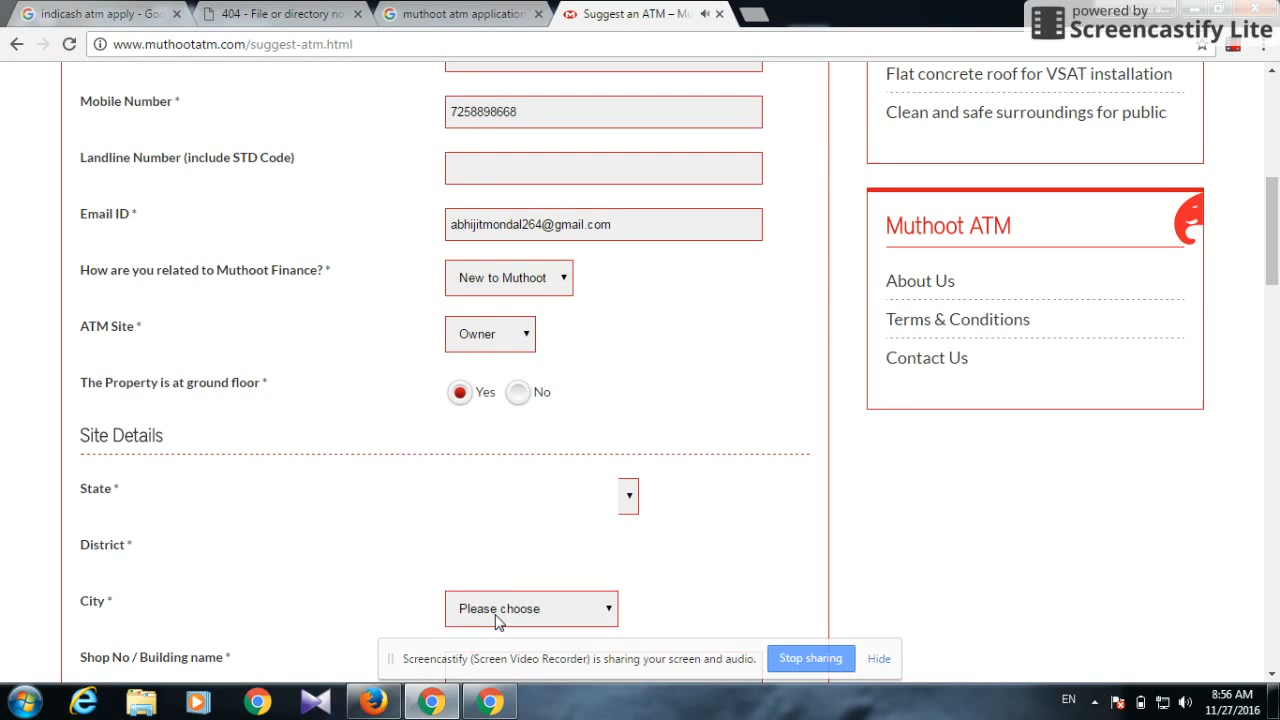 indicash apply - Goo
404 - File or directory n
muthoot atm application
Suggest an ATM – Mu
powered by
Screencastify Lite
www.muthootatm.com/suggest-atm.html
Flat concrete roof for VSAT installation
Mobile Number *
7258898668
Clean and safe surroundings for public
Landline Number (include STD Code)
Email ID *
abhijitmondal264@gmail.com
Muthoot ATM
How are you related to Muthoot Finance? *
New to Muthoot
About Us
ATM Site *
Owner
Terms & Conditions
Contact Us
The Property is at ground floor *
Yes
No
Site Details
State *
District *
City *
Please choose
Shop No / Building name *
Screencastify (Screen Video Recorder) is sharing your screen and audio.
Stop sharing
Hide
EN
8:56 AM
11/27/2016